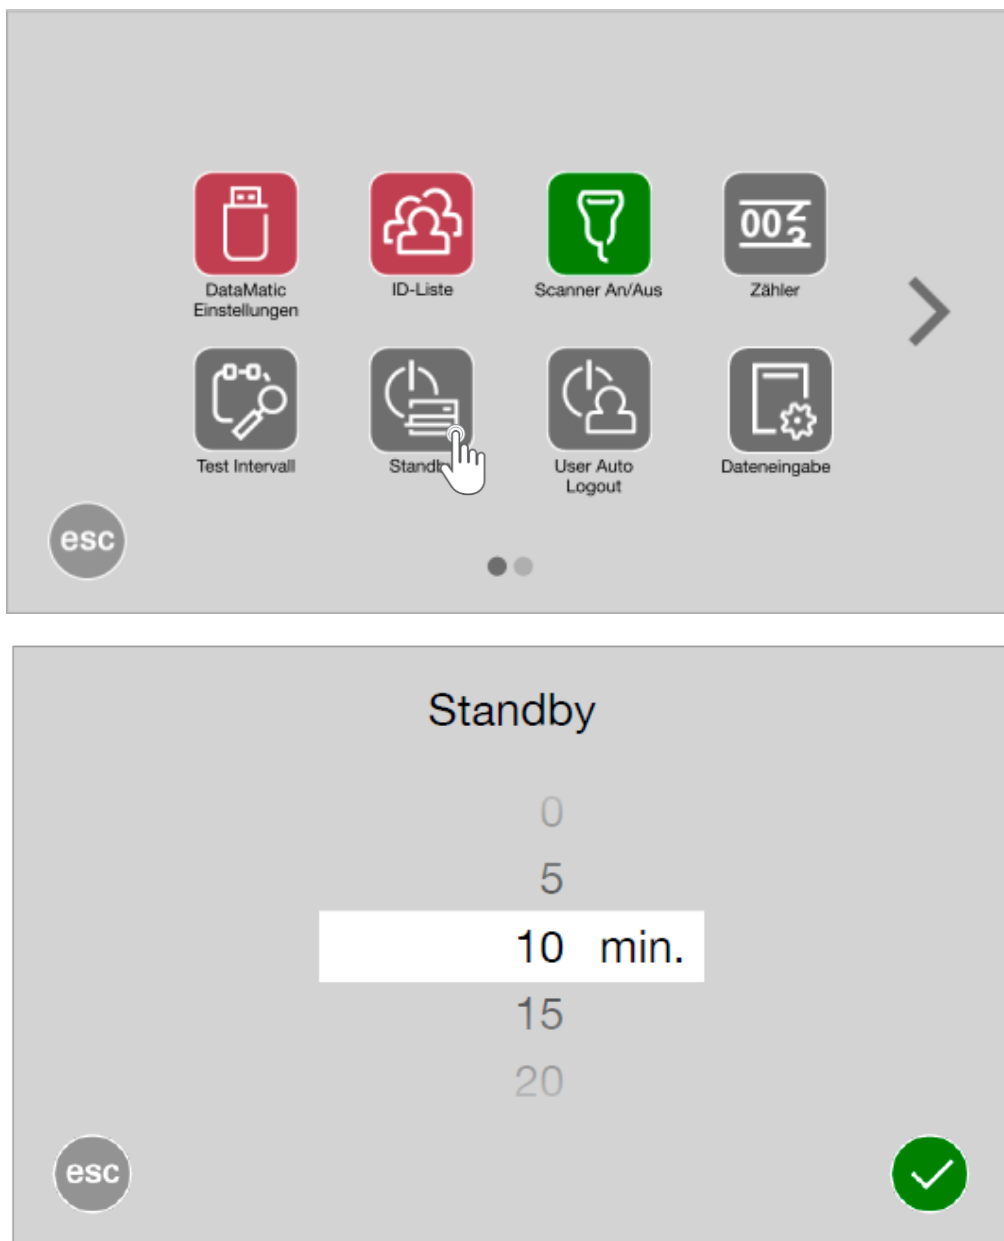 DataMatic
Einstellungen
ID-Liste
Scanner An/Aus
002
Zähler
Test Intervall
User Auto
Logout
Dateneingabe
esc
Standby
0
5
10 min.
15
20
esc